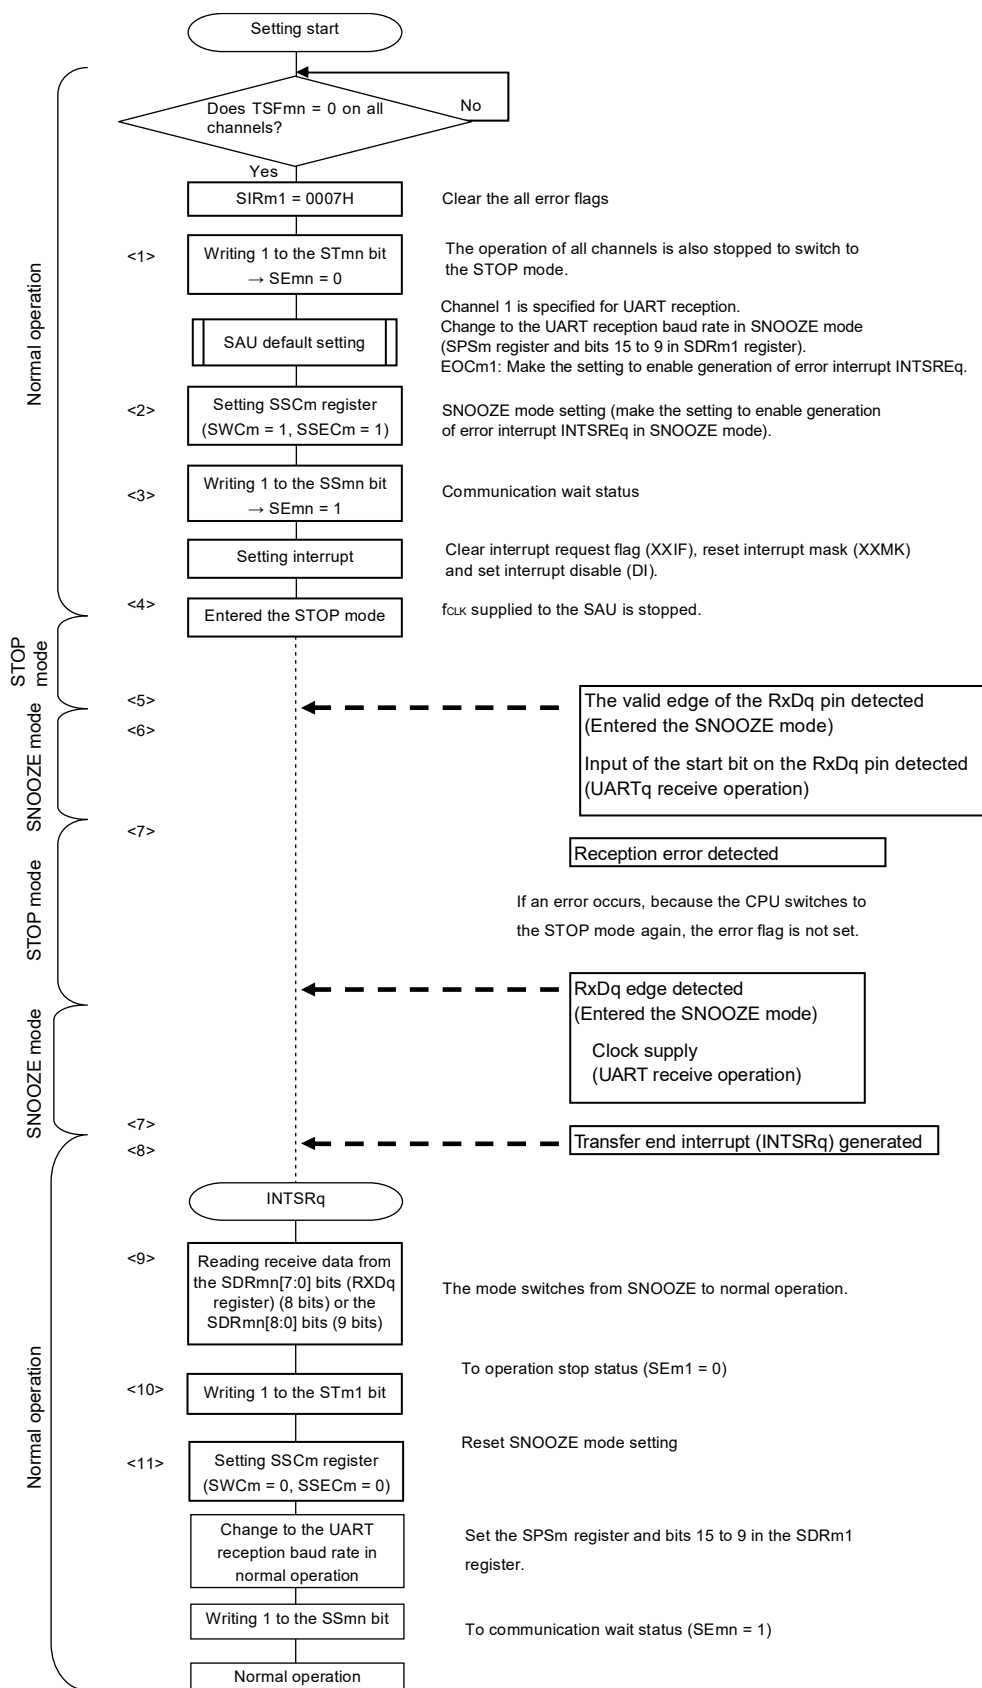 Setting start
Does TSFmn = 0 on all
channels?
No
Yes
SIRm1 = 0007H
Clear the all error flags
<1>
Writing 1 to the STmn bit
→ SEmn = 0
The operation of all channels is also stopped to switch to
the STOP mode.
Normal operation
SAU default setting
Channel 1 is specified for UART reception.
Change to the UART reception baud rate in SNOOZE mode
(SPSm register and bits 15 to 9 in SDRm1 register).
EOCm1: Make the setting to enable generation of error interrupt INTSREq.
<2>
Setting SSCm register
(SWCm = 1, SSECm = 1)
SNOOZE mode setting (make the setting to enable generation
of error interrupt INTSREq in SNOOZE mode).
<3>
Writing 1 to the SSmn bit
→ SEmn = 1
Communication wait status
Setting interrupt
Clear interrupt request flag (XXIF), reset interrupt mask (XXMK)
and set interrupt disable (DI).
<4>
Entered the STOP mode
fCLK supplied to the SAU is stopped.
STOP
mode
<5>
The valid edge of the RxDq pin detected
(Entered the SNOOZE mode)
<6>
Input of the start bit on the RxDq pin detected
(UARTq receive operation)
SNOOZE mode
<7>
Reception error detected
If an error occurs, because the CPU switches to
the STOP mode again, the error flag is not set.
STOP mode
RxDq edge detected
(Entered the SNOOZE mode)
Clock supply
(UART receive operation)
SNOOZE mode
<7>
<8>
Transfer end interrupt (INTSRq) generated
INTSRq
<9>
Reading receive data from
the SDRmn[7:0] bits (RXDq
register) (8 bits) or the
SDRmn[8:0] bits (9 bits)
The mode switches from SNOOZE to normal operation.
Normal operation
<10>
Writing 1 to the STm1 bit
To operation stop status (SEm1 = 0)
<11>
Setting SSCm register
(SWCm = 0, SSECm = 0)
Reset SNOOZE mode setting
Change to the UART
reception baud rate in
normal operation
Set the SPSm register and bits 15 to 9 in the SDRm1
register.
Writing 1 to the SSmn bit
To communication wait status (SEmn = 1)
Normal operation